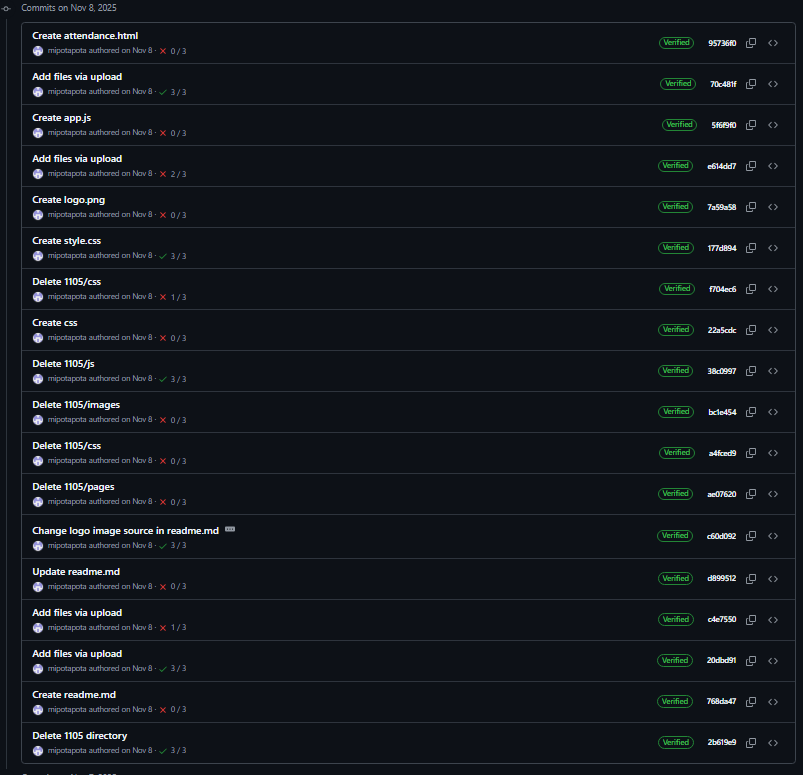 Commits on Nov 8, 2025
Create attendance.html
Verified 95736f0
mipotapota authored on Nov 8 · 0 / 3
Add files via upload
Verified 70c481f
mipotapota authored on Nov 8 · 3 / 3
Create app.js
Verified 5f6f9f0
mipotapota authored on Nov 8 · 0 / 3
Add files via upload
Verified e614dd7
mipotapota authored on Nov 8 · 2 / 3
Create logo.png
Verified 7a59a58
mipotapota authored on Nov 8 · 0 / 3
Create style.css
Verified 177d894
mipotapota authored on Nov 8 · 3 / 3
Delete 1105/css
Verified f704ec6
mipotapota authored on Nov 8 · 1 / 3
Create css
Verified 22a5cdc
mipotapota authored on Nov 8 · 0 / 3
Delete 1105/js
Verified 38c0997
mipotapota authored on Nov 8 · 3 / 3
Delete 1105/images
Verified bc1e454
mipotapota authored on Nov 8 · 0 / 3
Delete 1105/css
Verified a4fced9
mipotapota authored on Nov 8 · 0 / 3
Delete 1105/pages
Verified ae07620
mipotapota authored on Nov 8 · 0 / 3
Change logo image source in readme.md
Verified c60d092
mipotapota authored on Nov 8 · 3 / 3
Update readme.md
Verified d899512
mipotapota authored on Nov 8 · 0 / 3
Add files via upload
Verified c4e7550
mipotapota authored on Nov 8 · 1 / 3
Add files via upload
Verified 20dbd91
mipotapota authored on Nov 8 · 3 / 3
Create readme.md
Verified 768da47
mipotapota authored on Nov 8 · 0 / 3
Delete 1105 directory
Verified 2b619e9
mipotapota authored on Nov 8 · 3 / 3